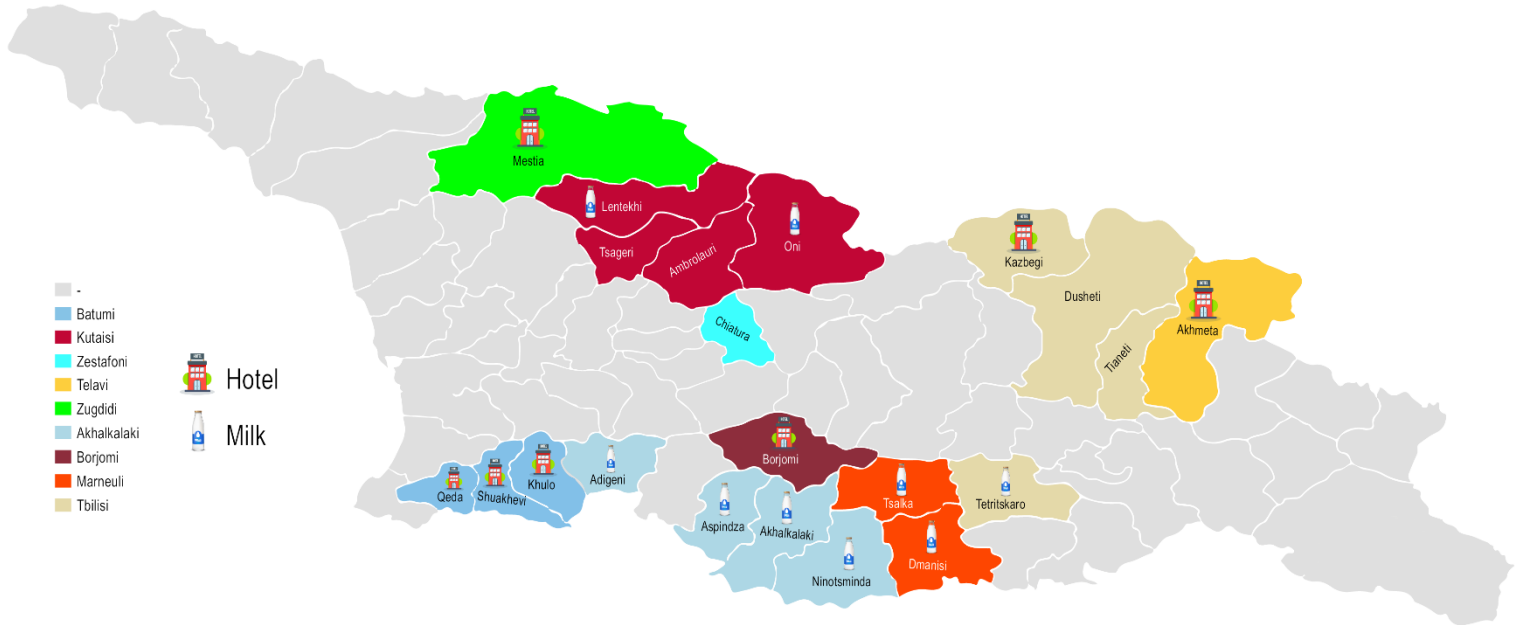 Mestia
Lentekhi
Tsageri
Ambrolauri
Oni
Kazbegi
Dusheti
Tianeti
Akhmeta
Chiatura
-
Batumi
Kutaisi
Zestafoni
Telavi
Zugdidi
Akhalkalaki
Borjomi
Marneuli
Tbilisi
Hotel
Milk
Qeda
Shuakhevi
Khulo
Adigeni
Borjomi
Aspindza
Akhalkalaki
Ninotsminda
Tsalka
Dmanisi
Tetritskaro